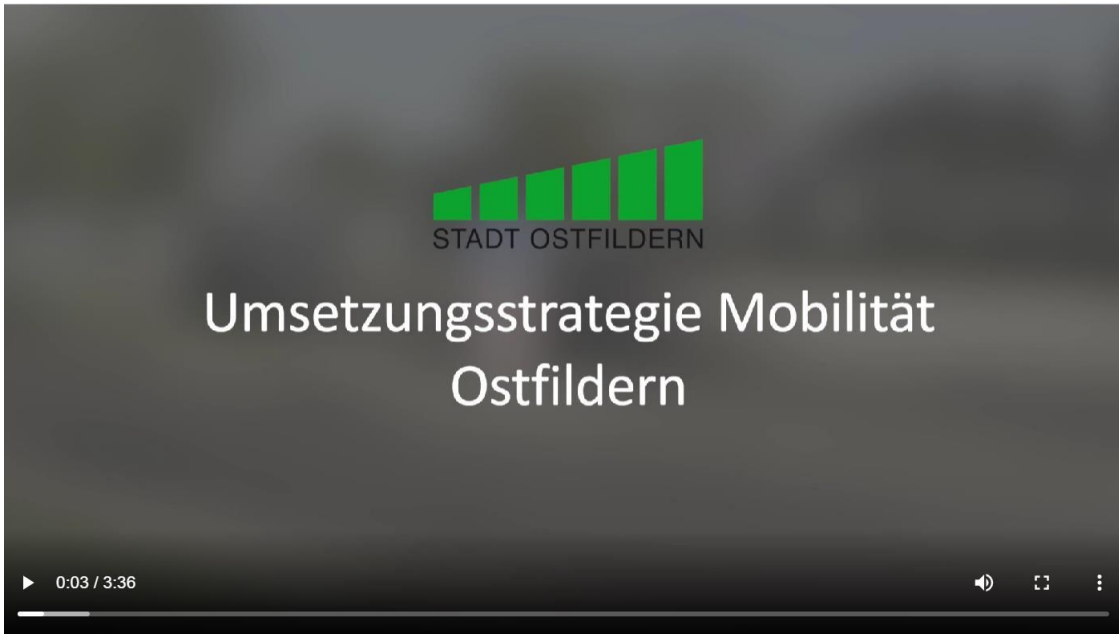 STADT OSTFILDERN
Umsetzungsstrategie Mobilität
Ostfildern
0:03 / 3:36